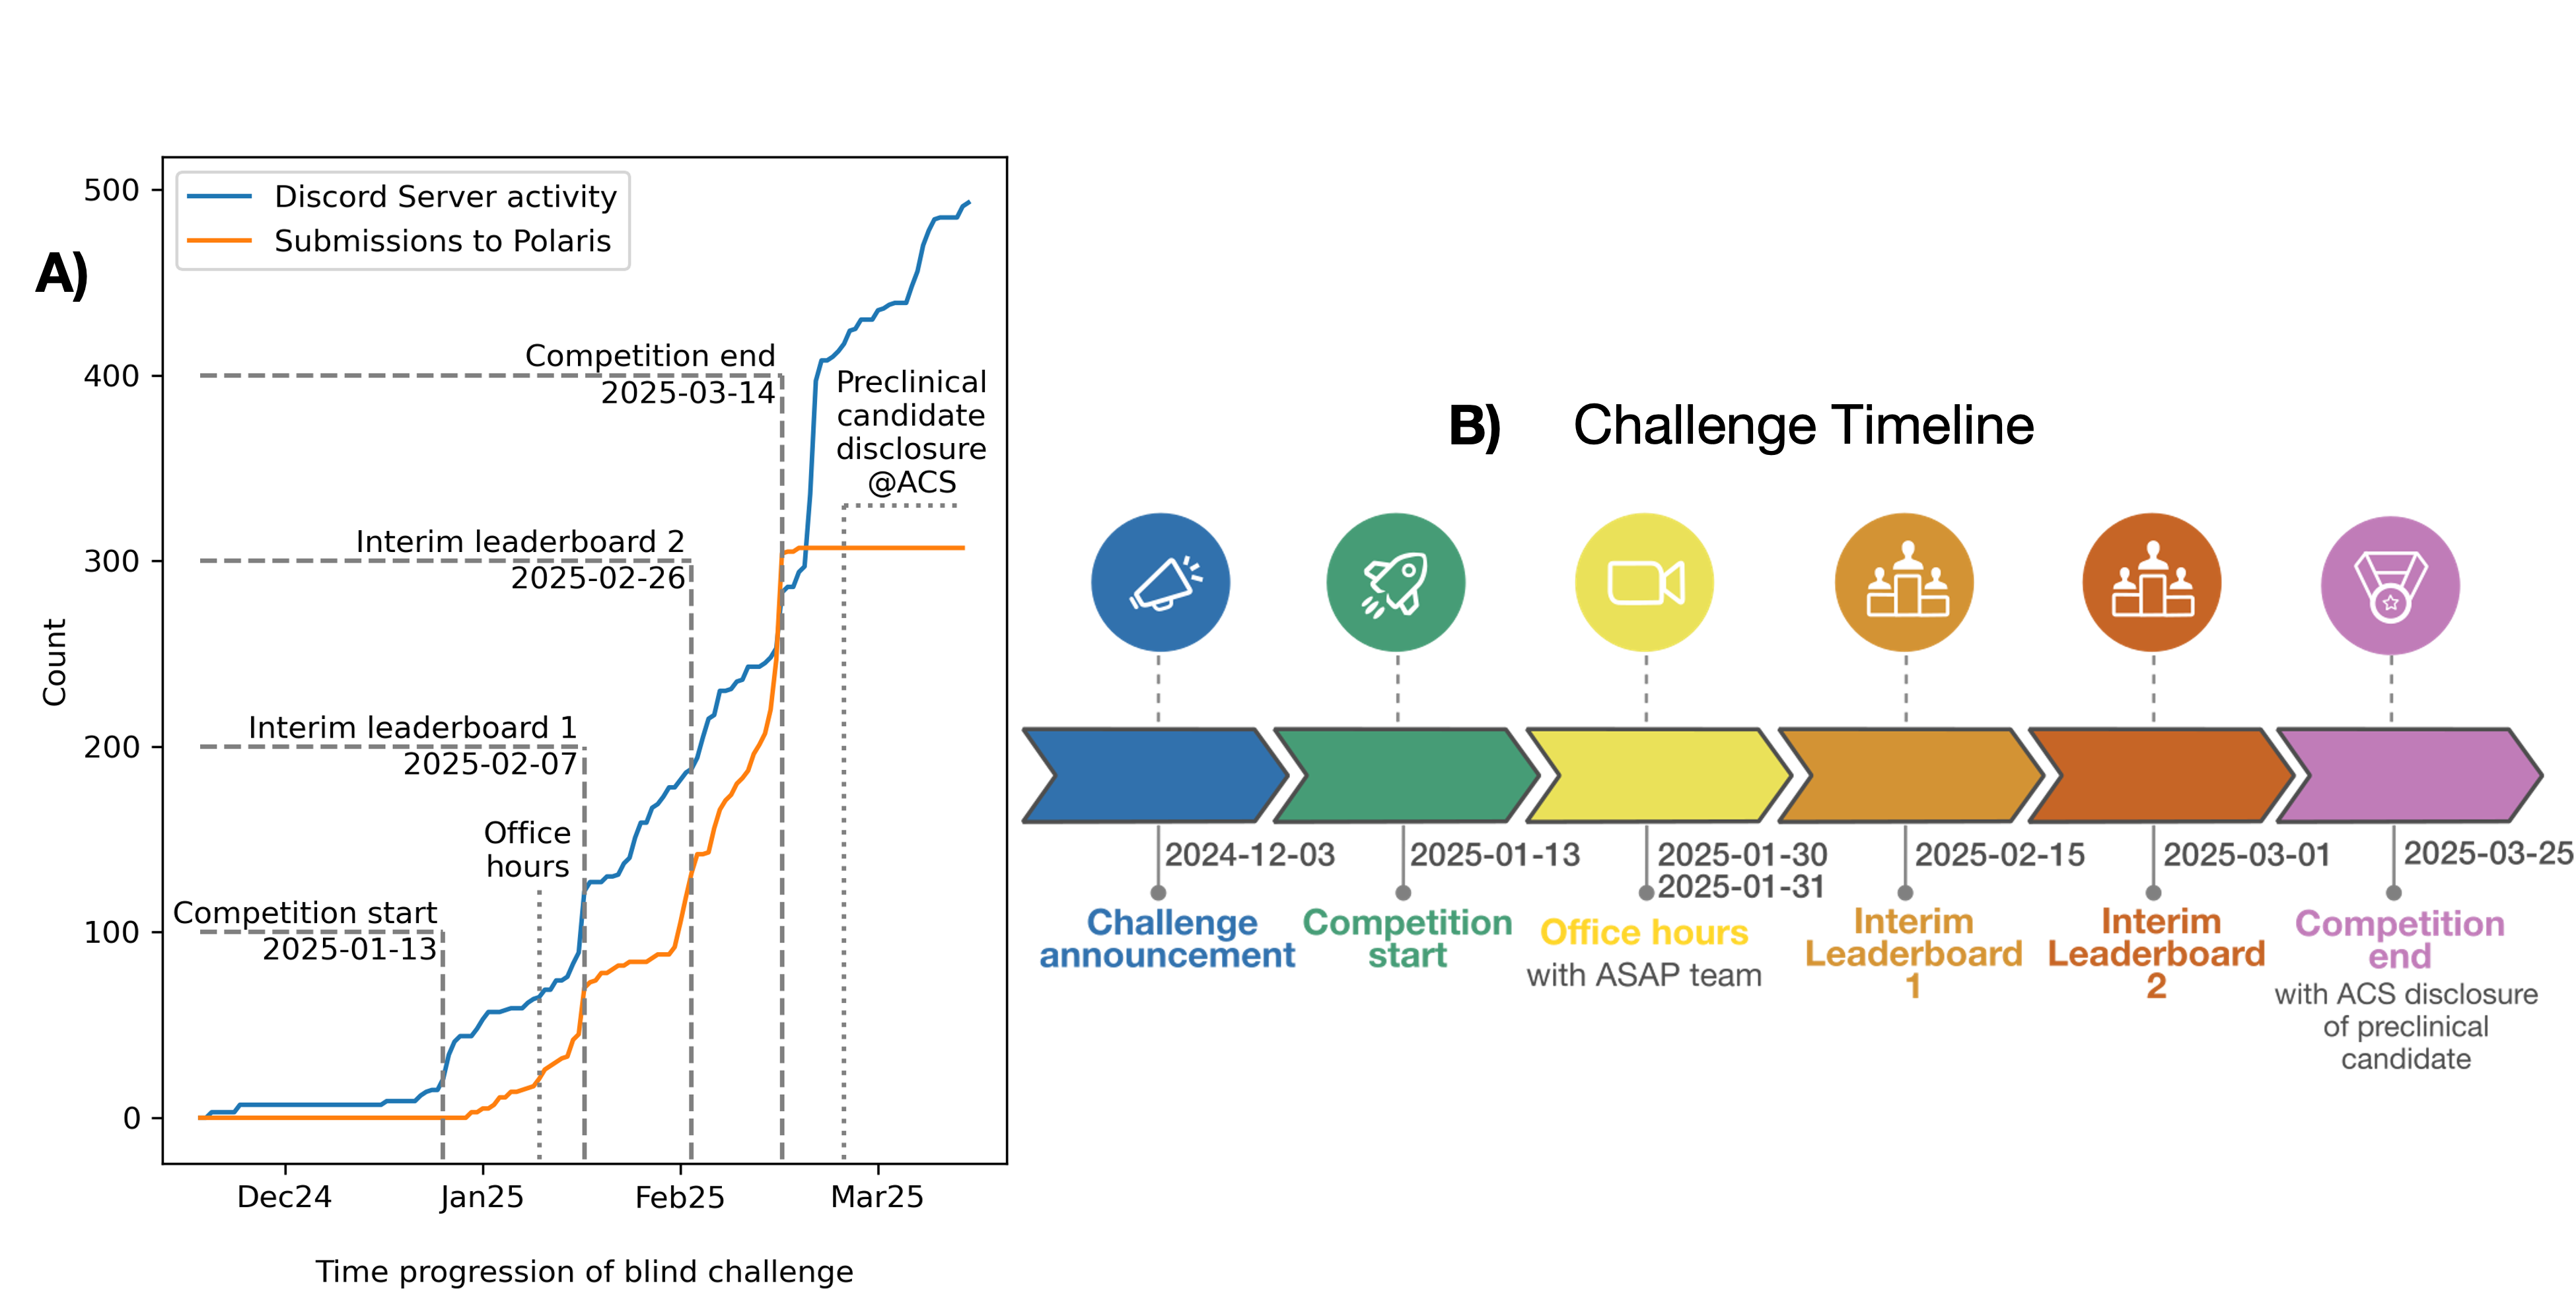 A)
500
400
300
200
100
0
Count
Discord Server activity
Submissions to Polaris
Competition end
2025-03-14
Preclinical
candidate
disclosure
@ACS
Interim leaderboard 2
2025-02-26
Interim leaderboard 1
2025-02-07
Office
hours
Competition start
2025-01-13
Dec24
Jan25
Feb25
Mar25
Time progression of blind challenge
B) Challenge Timeline
2024-12-03
Challenge
announcement
2025-01-13
Competition
start
2025-01-30
2025-01-31
Office hours
with ASAP team
2025-02-15
Interim
Leaderboard
1
2025-03-01
Interim
Leaderboard
2
2025-03-25
Competition
end
with ACS disclosure
of preclinical
candidate